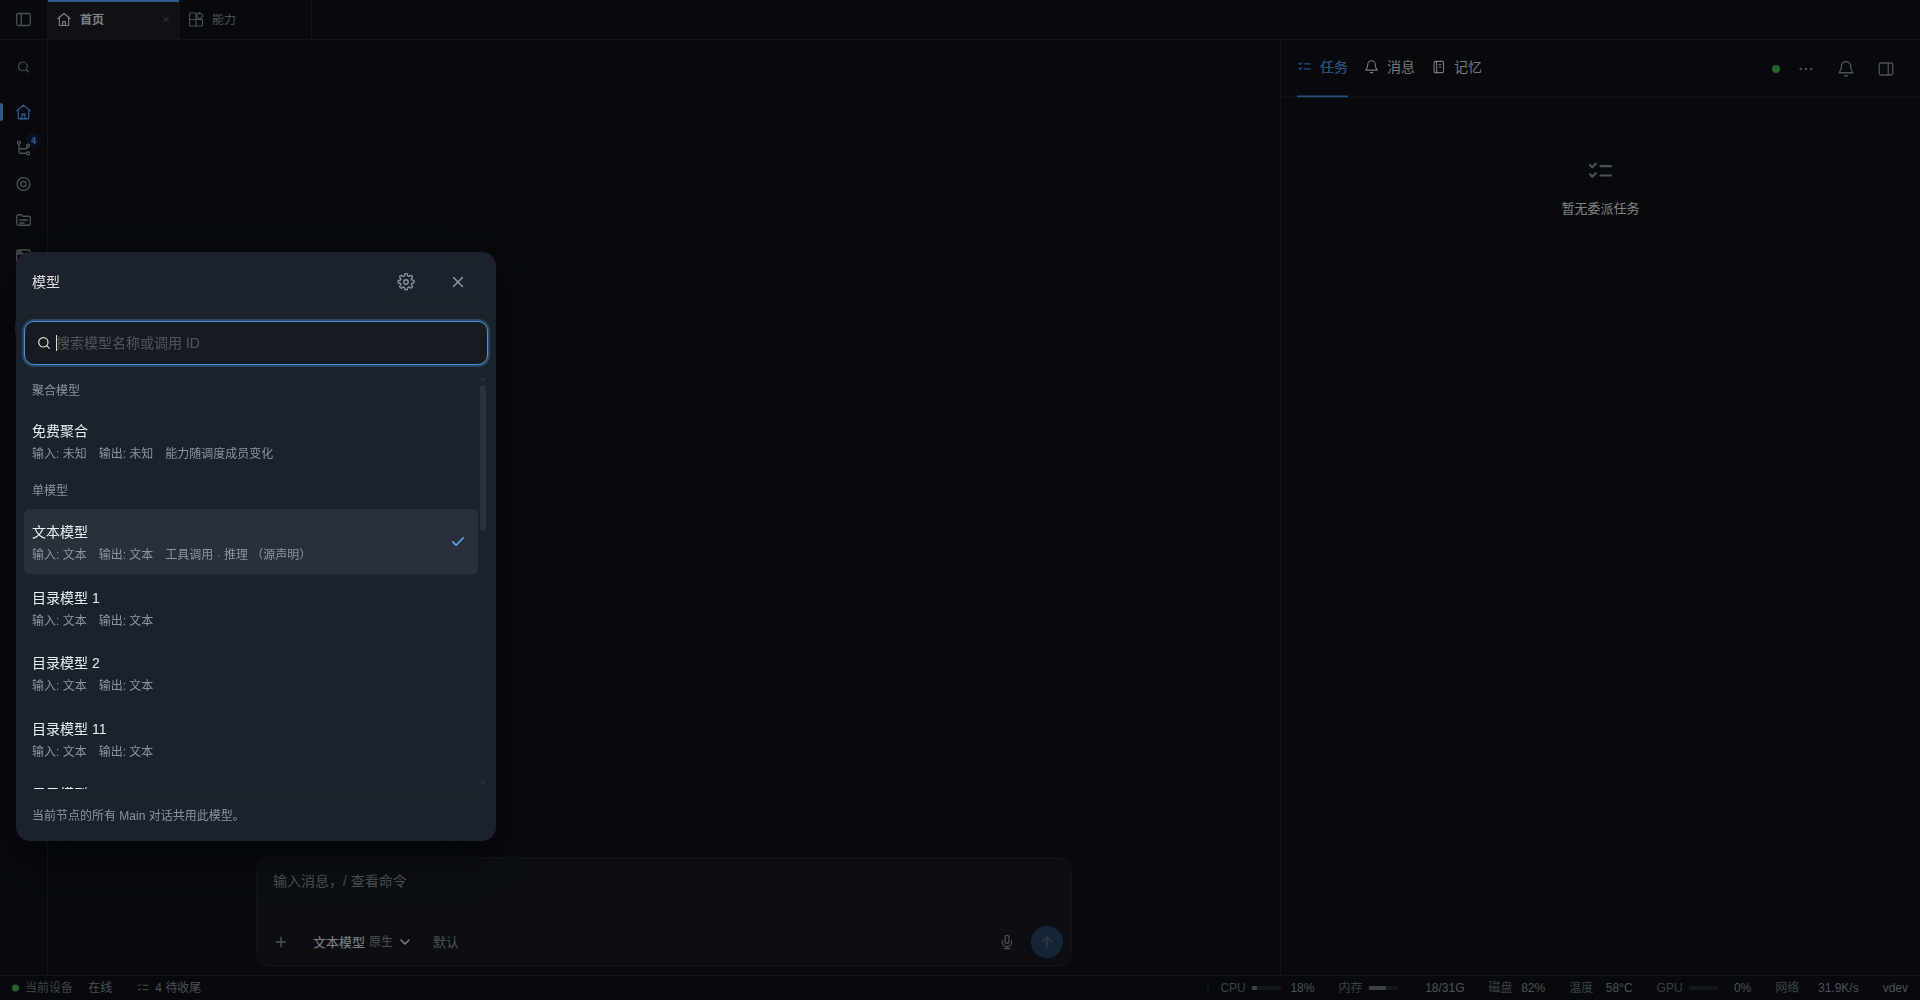 首页
能力
任务
消息
记忆
4
暂无委派任务
模型
搜索模型名称或调用 ID
聚合模型
免费聚合
输入: 未知 输出: 未知 能力随调度成员变化
单模型
文本模型
输入: 文本 输出: 文本 工具调用 · 推理 （源声明）
目录模型 1
输入: 文本 输出: 文本
目录模型 2
输入: 文本 输出: 文本
目录模型 11
输入: 文本 输出: 文本
当前节点的所有 Main 对话共用此模型。
输入消息，/ 查看命令
文本模型 原生 默认
当前设备 在线 4 待收尾
CPU 18% 内存 18/31G 磁盘 82% 温度 58°C GPU 0% 网络 31.9K/s vdev